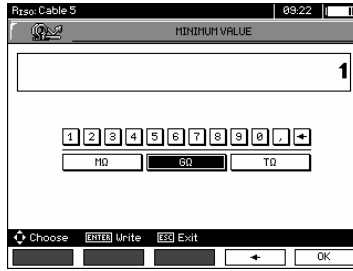 RISO: Cable 5 09:22
MINIMUM VALUE
1
1 2 3 4 5 6 7 8 9 0 , ←
MΩ GΩ TΩ
Choose ENTER Write ESC Exit
← OK